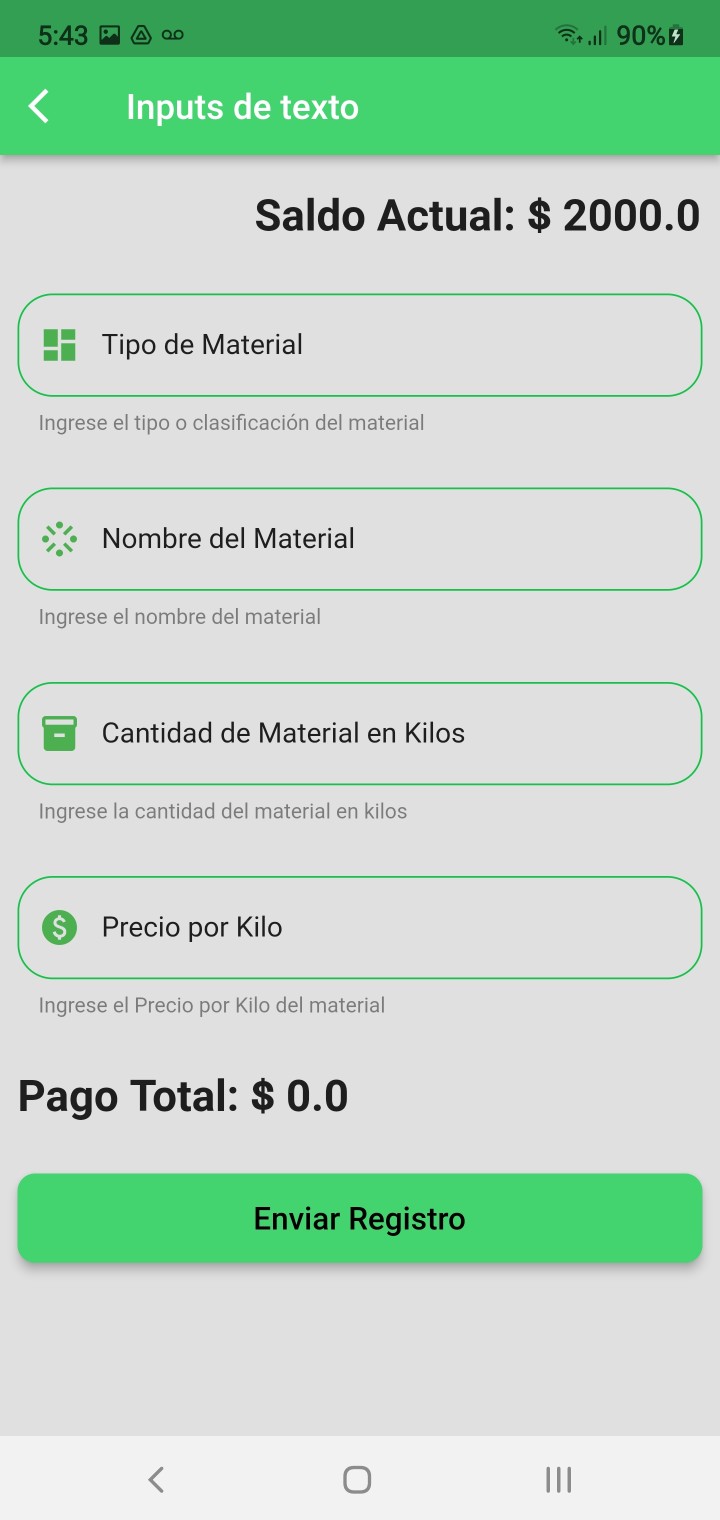 5:43 90%
Inputs de texto
Saldo Actual: $ 2000.0
Tipo de Material
Ingrese el tipo o clasificación del material
Nombre del Material
Ingrese el nombre del material
Cantidad de Material en Kilos
Ingrese la cantidad del material en kilos
Precio por Kilo
Ingrese el Precio por Kilo del material
Pago Total: $ 0.0
Enviar Registro